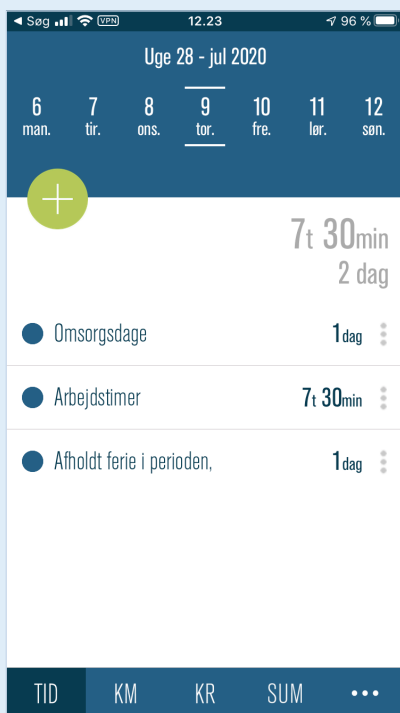 Søg VPN 12.23 96 %
Uge 28 - jul 2020
6 7 8 9 10 11 12
man. tir. ons. tor. fre. lør. søn.
7t 30min
2 dag
Omsorgsdage 1dag
Arbejdstimer 7t 30min
Afholdt ferie i perioden, 1dag
TID KM KR SUM